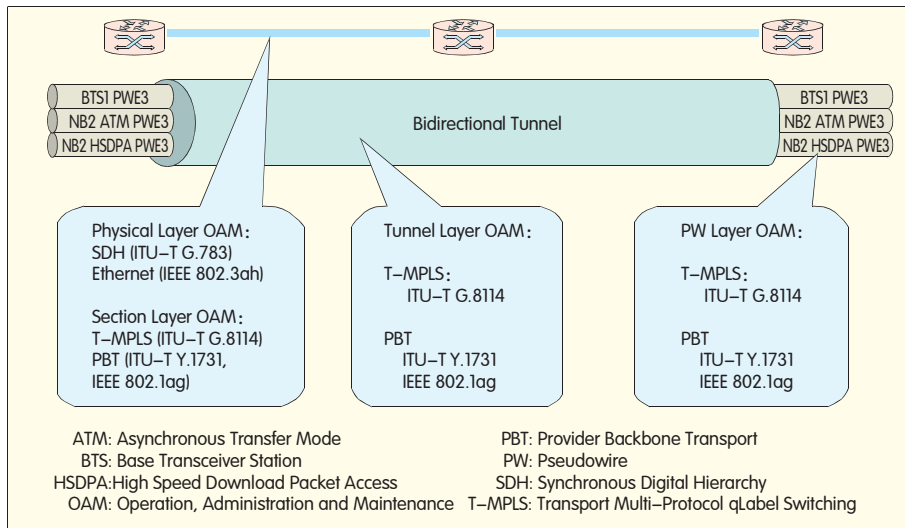 BTS1 PWE3
NB2 ATM PWE3
NB2 HSDPA PWE3
Bidirectional Tunnel
BTS1 PWE3
NB2 ATM PWE3
NB2 HSDPA PWE3
Physical Layer OAM:
SDH (ITU-T G.783)
Ethernet (IEEE 802.3ah)
Section Layer OAM:
T-MPLS (ITU-T G.8114)
PBT (ITU-T Y.1731,
IEEE 802.1ag)
Tunnel Layer OAM:
T-MPLS:
ITU-T G.8114
PBT
ITU-T Y.1731
IEEE 802.1ag
PW Layer OAM:
T-MPLS:
ITU-T G.8114
PBT
ITU-T Y.1731
IEEE 802.1ag
ATM: Asynchronous Transfer Mode
BTS: Base Transceiver Station
HSDPA:High Speed Download Packet Access
OAM: Operation, Administration and Maintenance
PBT: Provider Backbone Transport
PW: Pseudowire
SDH: Synchronous Digital Hierarchy
T-MPLS: Transport Multi-Protocol qLabel Switching